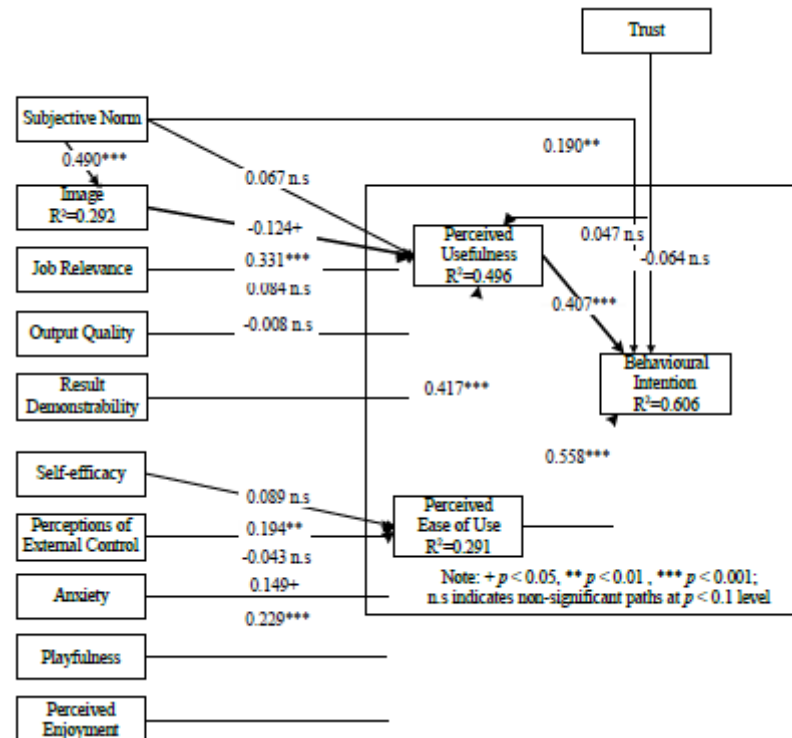 Trust
Subjective Norm
0.490***
0.190**
0.067 n.s
Image
R²=0.292
-0.124+
Perceived
Usefulness
R²=0.496
0.047 n.s
-0.064 n.s
Job Relevance
0.331***
0.084 n.s
0.407***
Output Quality
-0.008 n.s
Behavioural
Intention
R²=0.606
Result
Demonstrability
0.417***
0.558***
Self-efficacy
0.089 n.s
Perceived
Ease of Use
R²=0.291
Perceptions of
External Control
0.194**
-0.043 n.s
Note: + p < 0.05, ** p < 0.01 , *** p < 0.001;
n.s indicates non-significant paths at p < 0.1 level
Anxiety
0.149+
0.229***
Playfulness
Perceived
Enjoyment